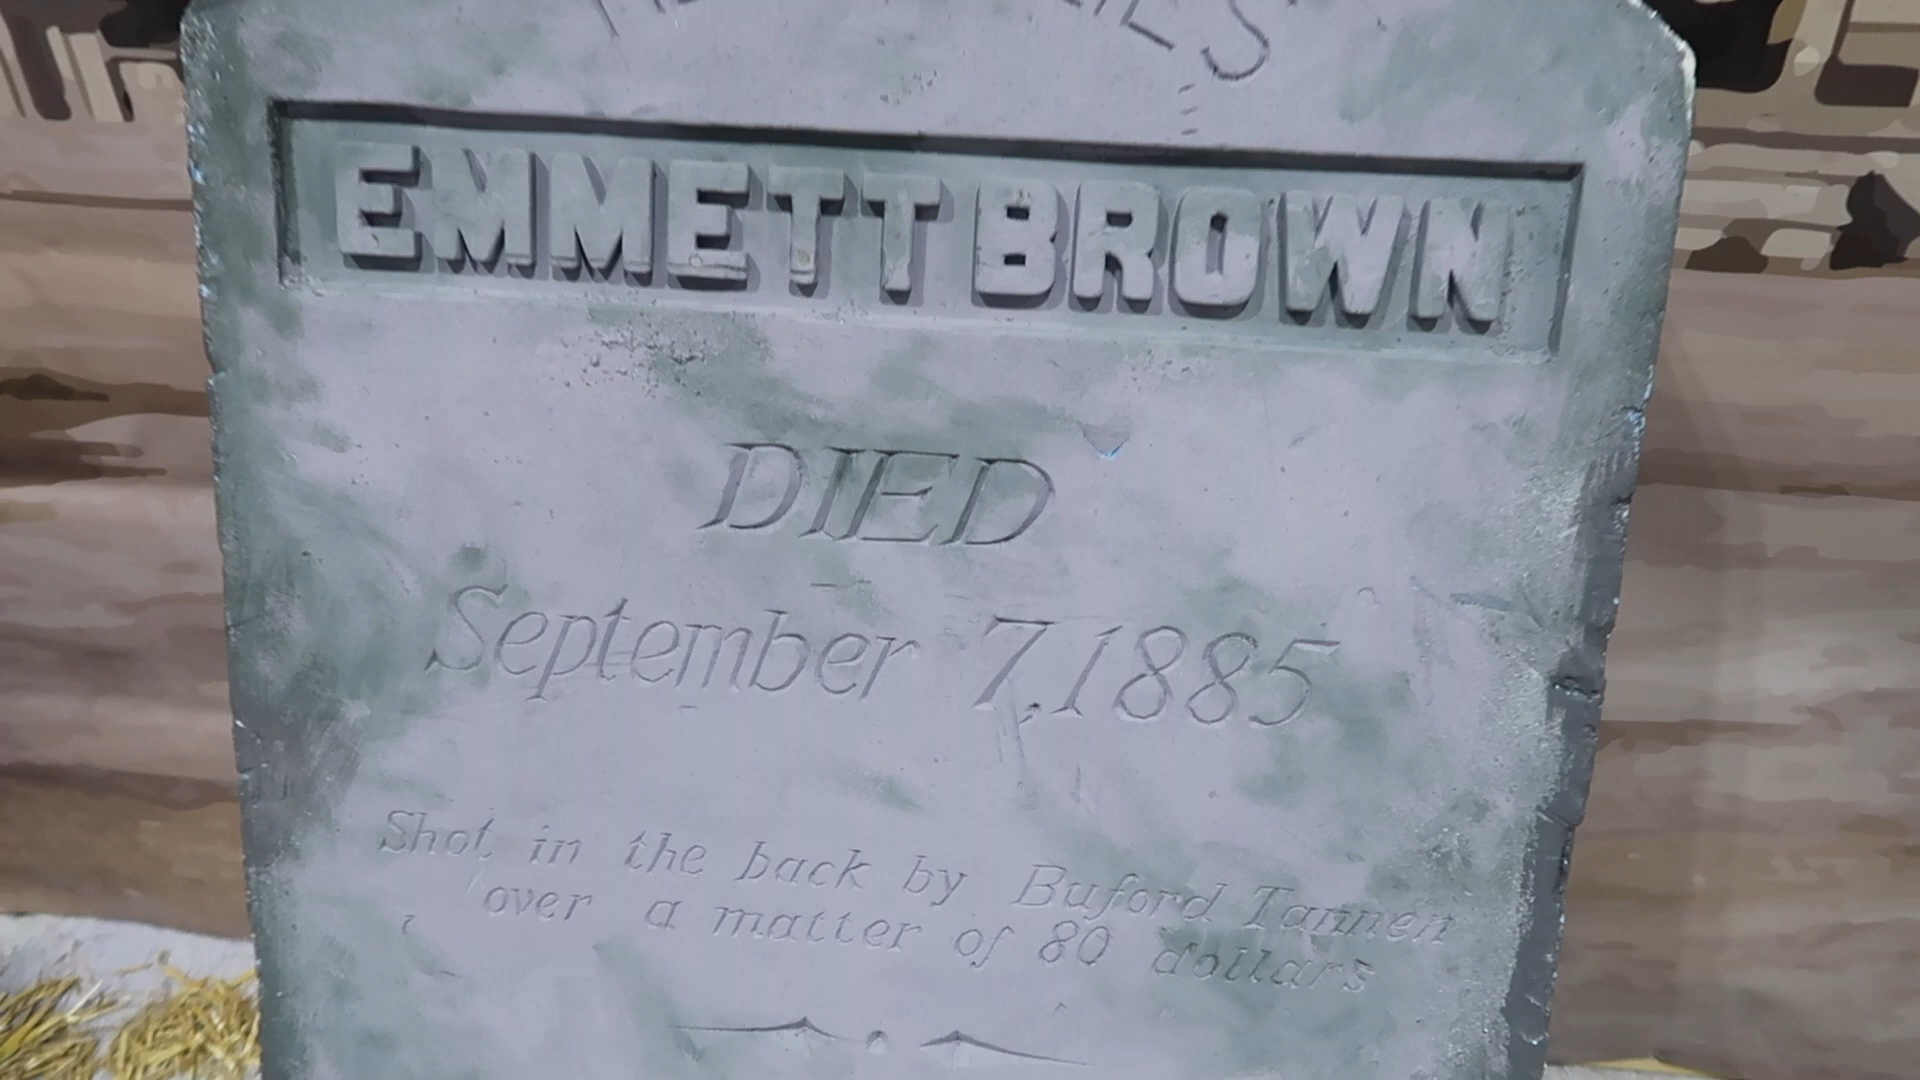 EMMETT BROWN
DIED
September 7, 1885
Shot in the back by Buford Tannen
over a matter of 80 dollars